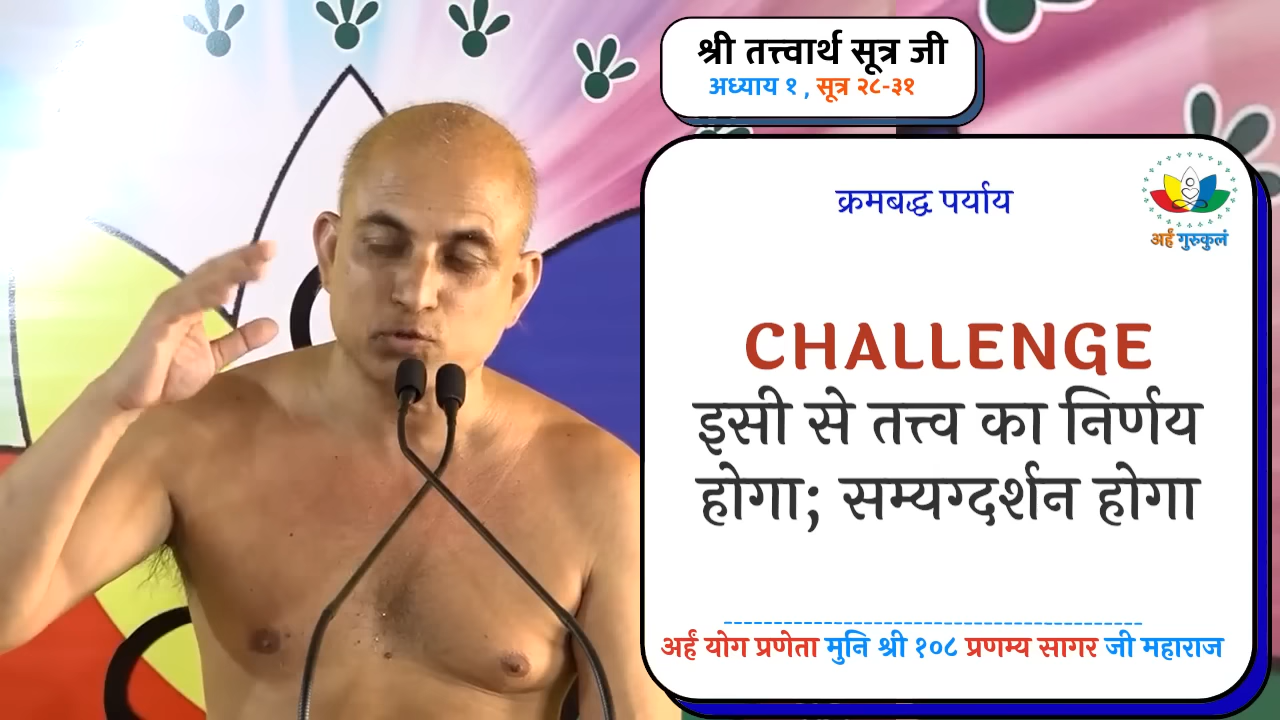 श्री तत्त्वार्थ सूत्र जी
अध्याय १ , सूत्र २८-३१
क्रमबद्ध पर्याय
अर्हं गुरुकुलं
CHALLENGE
इसी से तत्त्व का निर्णय
होगा; सम्यग्दर्शन होगा
अर्हं योग प्रणेता मुनि श्री १०८ प्रणम्य सागर जी महाराज